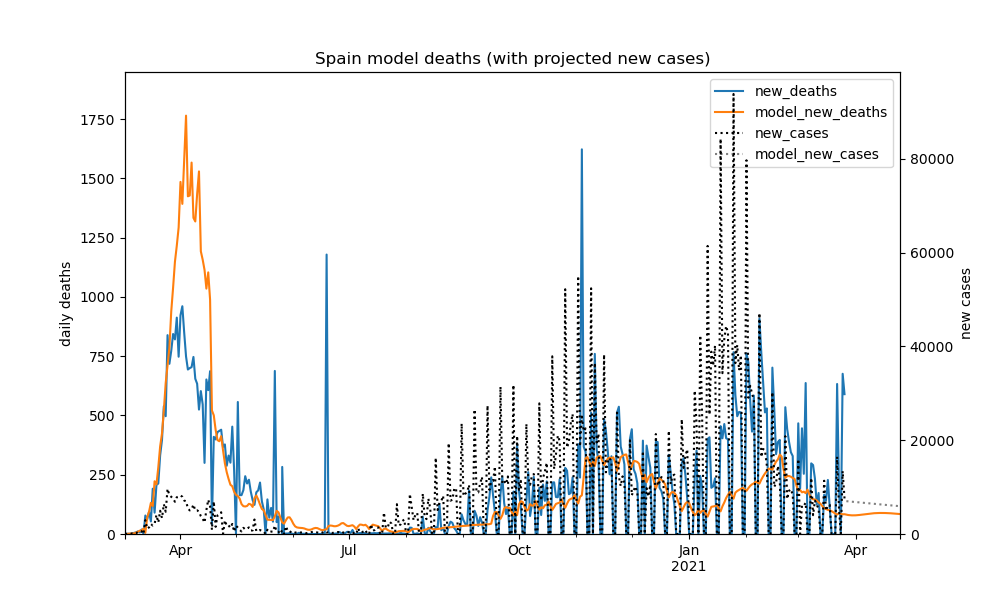 Spain model deaths (with projected new cases)
new_deaths
model_new_deaths
new_cases
model_new_cases
daily deaths
new cases
1750
1500
1250
1000
750
500
250
0
80000
60000
40000
20000
0
Apr
Jul
Oct
Jan
2021
Apr